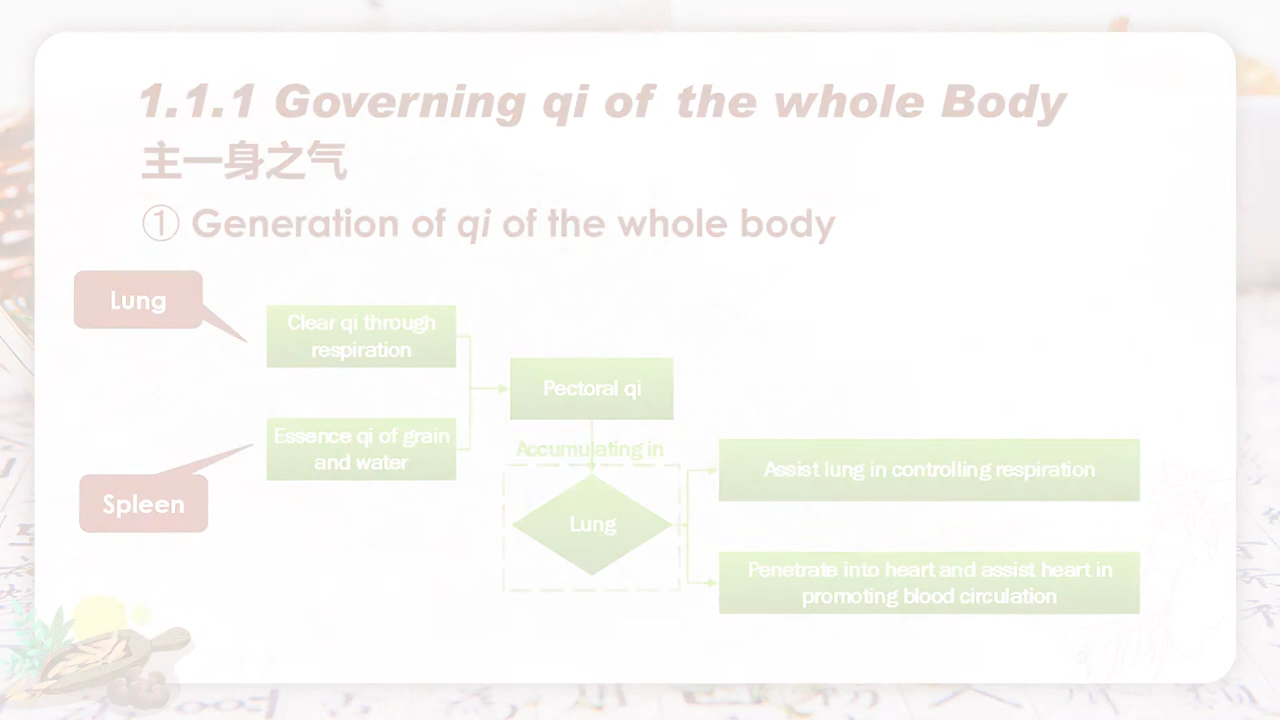 1.1.1 Governing qi of the whole Body
主一身之气
① Generation of qi of the whole body
Lung
Clear qi through
respiration
Pectoral qi
Essence qi of grain
and water
Accumulating in
Spleen
Lung
Assist lung in controlling respiration
Penetrate into heart and assist heart in
promoting blood circulation